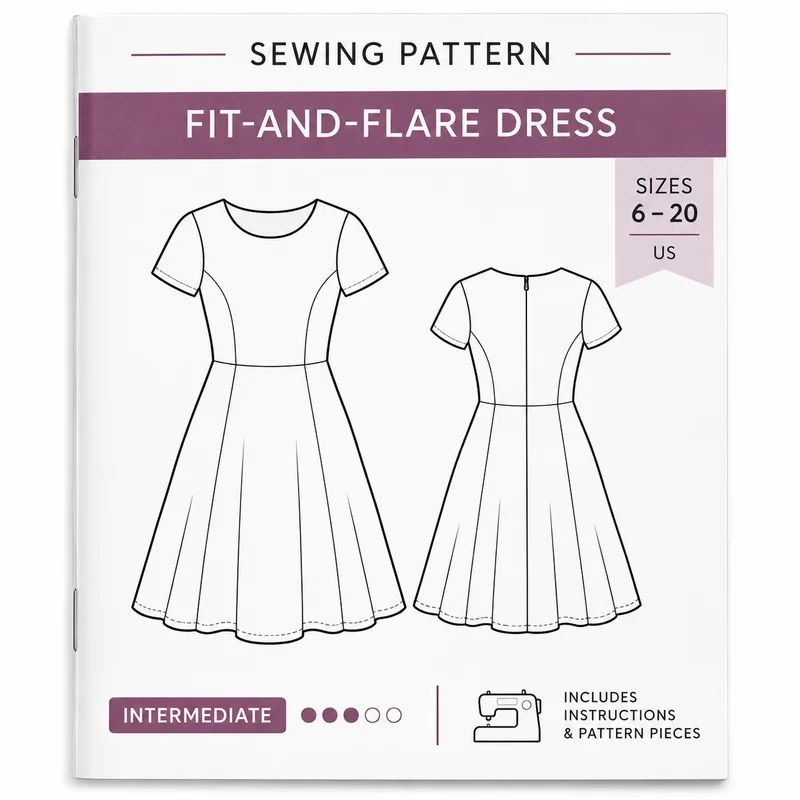 SEWING PATTERN
FIT-AND-FLARE DRESS
SIZES
6 – 20
US
INTERMEDIATE
INCLUDES
INSTRUCTIONS
& PATTERN PIECES